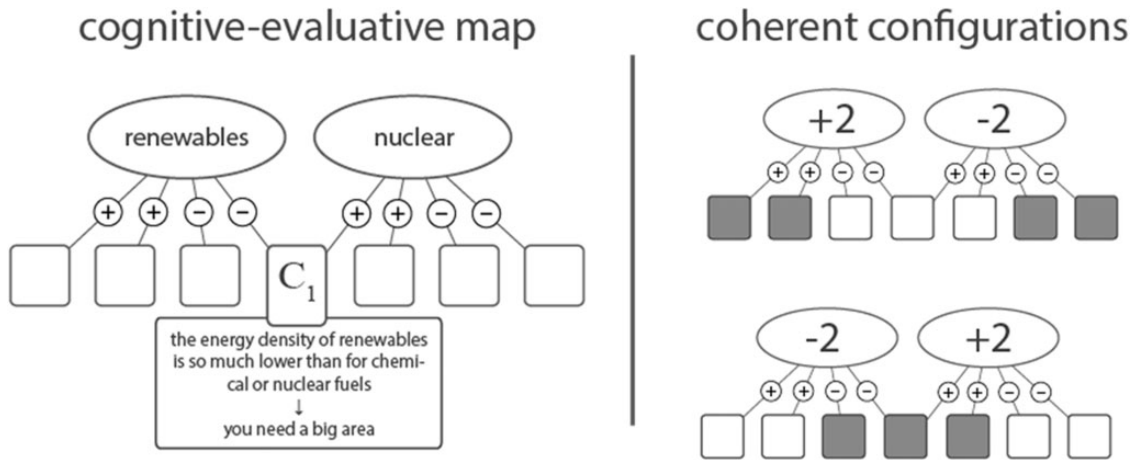 cognitive-evaluative map
coherent configurations
renewables
nuclear
+ + − −
+ + − −
C1
the energy density of renewables
is so much lower than for chemi-
cal or nuclear fuels
↓
you need a big area
+2
-2
+ + − −
+ + − −
-2
+2
+ + − −
+ + − −